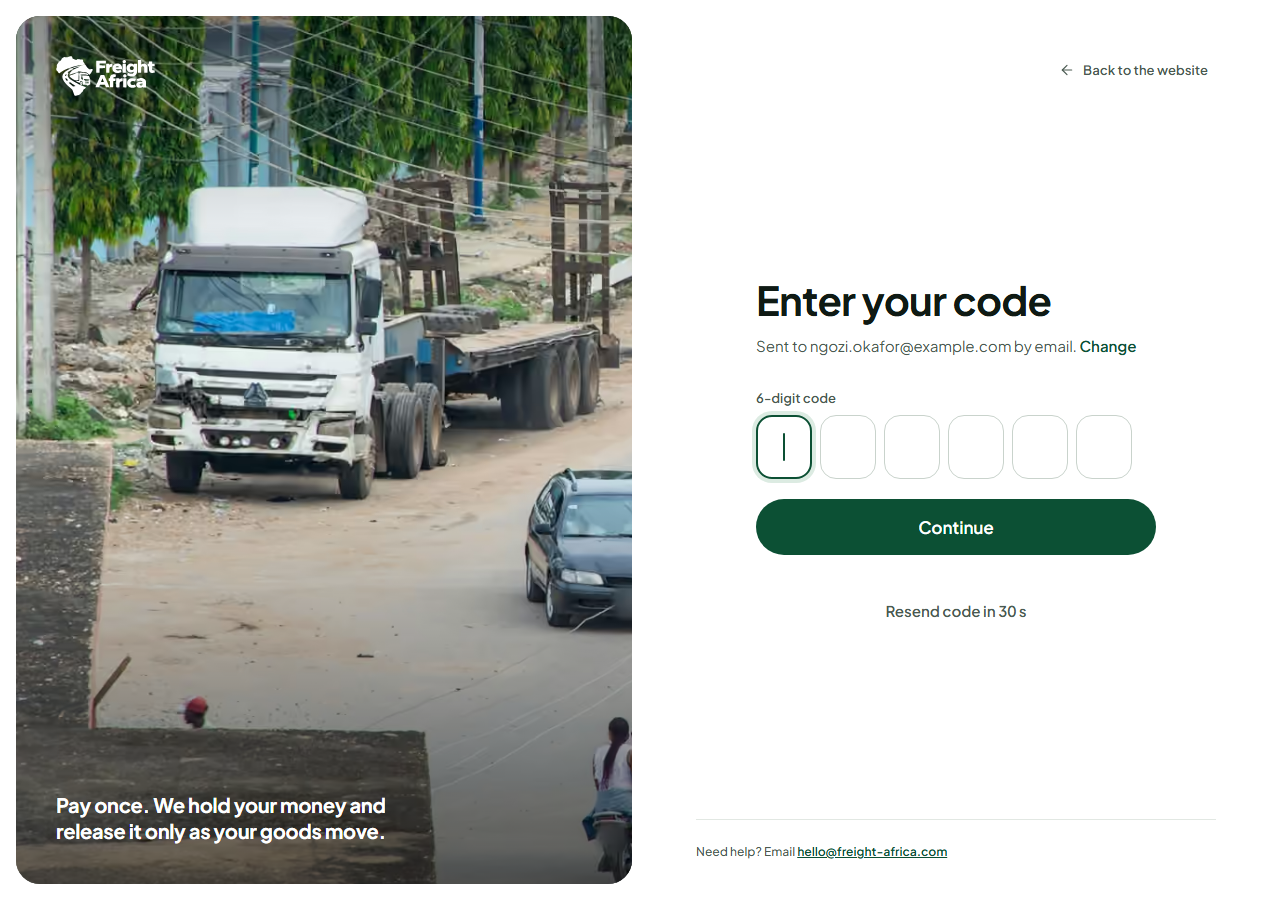 Freight
Africa
Back to the website
Enter your code
Sent to ngozi.okafor@example.com by email. Change
6-digit code
Continue
Resend code in 30 s
Pay once. We hold your money and
release it only as your goods move.
Need help? Email hello@freight-africa.com